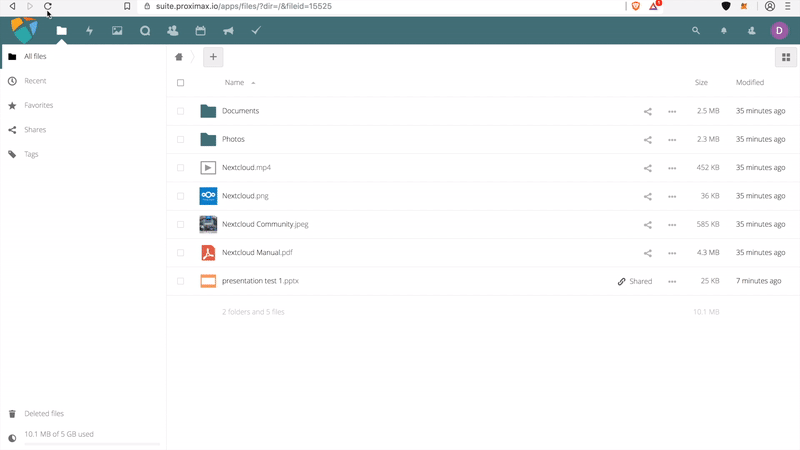 suite.proximax.io/apps/files/?dir=/&fileid=15525
1
D
All files
Recent
Favorites
Shares
Tags
Name Size Modified
Documents 2.5 MB 35 minutes ago
Photos 2.3 MB 35 minutes ago
Nextcloud.mp4 452 KB 35 minutes ago
Nextcloud.png 36 KB 35 minutes ago
Nextcloud Community.jpeg 585 KB 35 minutes ago
Nextcloud Manual.pdf 4.3 MB 35 minutes ago
presentation test 1.pptx Shared 25 KB 7 minutes ago
2 folders and 5 files 10.1 MB
Deleted files
10.1 MB of 5 GB used